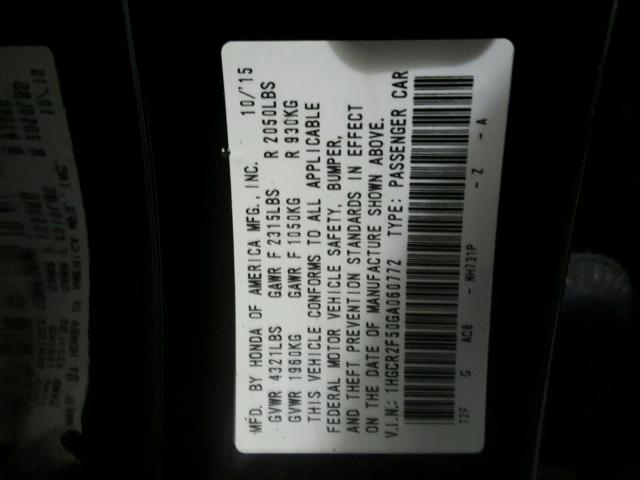 MFD. BY HONDA OF AMERICA MFG., INC. 10/'15
GVWR 4321LBS GAWR F 2315LBS R 2050LBS
GVWR 1960KG GAWR F 1050KG R 930KG
THIS VEHICLE CONFORMS TO ALL APPLICABLE
FEDERAL MOTOR VEHICLE SAFETY, BUMPER,
AND THEFT PREVENTION STANDARDS IN EFFECT
ON THE DATE OF MANUFACTURE SHOWN ABOVE.
V.I.N.: 1HGCR2F50GA060772 TYPE: PASSENGER CAR
T2F G AC8 - NH731P - Z - A